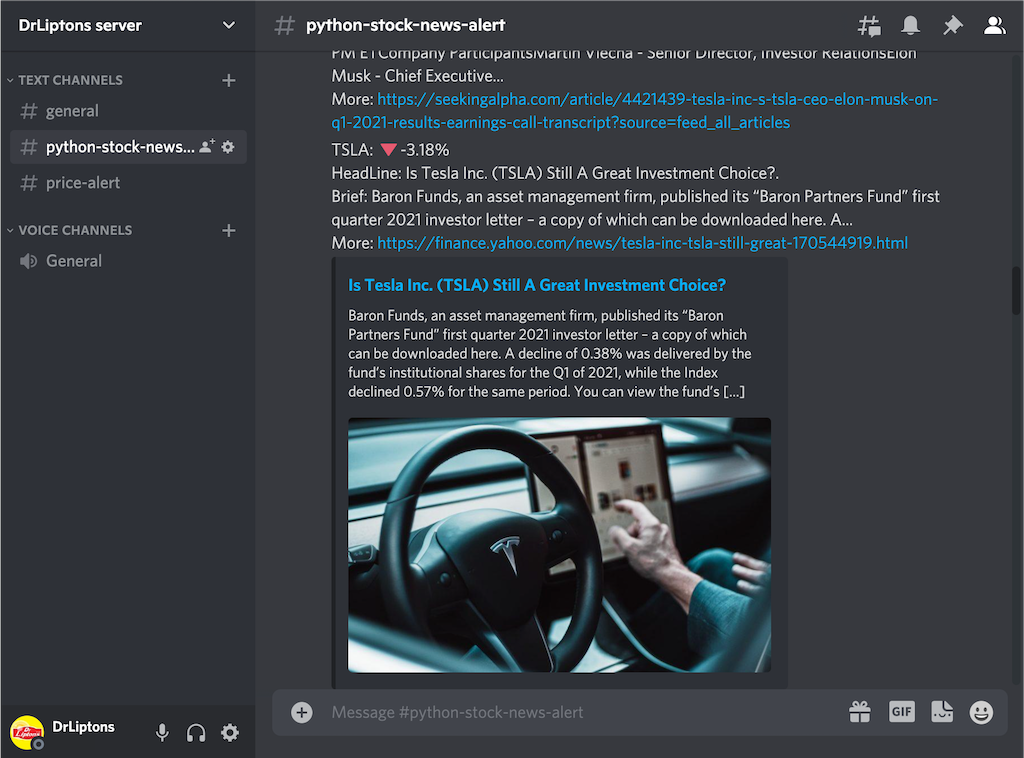 DrLiptons server
TEXT CHANNELS
# general
# python-stock-news...
# price-alert
VOICE CHANNELS
General
DrLiptons
# python-stock-news-alert
PM ETCompany ParticipantsMartin Viecha - Senior Director, Investor RelationsElon
Musk - Chief Executive...
More: https://seekingalpha.com/article/4421439-tesla-inc-s-tsla-ceo-elon-musk-on-
q1-2021-results-earnings-call-transcript?source=feed_all_articles
TSLA: 🔻-3.18%
HeadLine: Is Tesla Inc. (TSLA) Still A Great Investment Choice?.
Brief: Baron Funds, an asset management firm, published its “Baron Partners Fund” first
quarter 2021 investor letter – a copy of which can be downloaded here. A...
More: https://finance.yahoo.com/news/tesla-inc-tsla-still-great-170544919.html
Is Tesla Inc. (TSLA) Still A Great Investment Choice?
Baron Funds, an asset management firm, published its “Baron
Partners Fund” first quarter 2021 investor letter – a copy of which
can be downloaded here. A decline of 0.38% was delivered by the
fund’s institutional shares for the Q1 of 2021, while the Index
declined 0.57% for the same period. You can view the fund’s [...]
Message #python-stock-news-alert
GIF